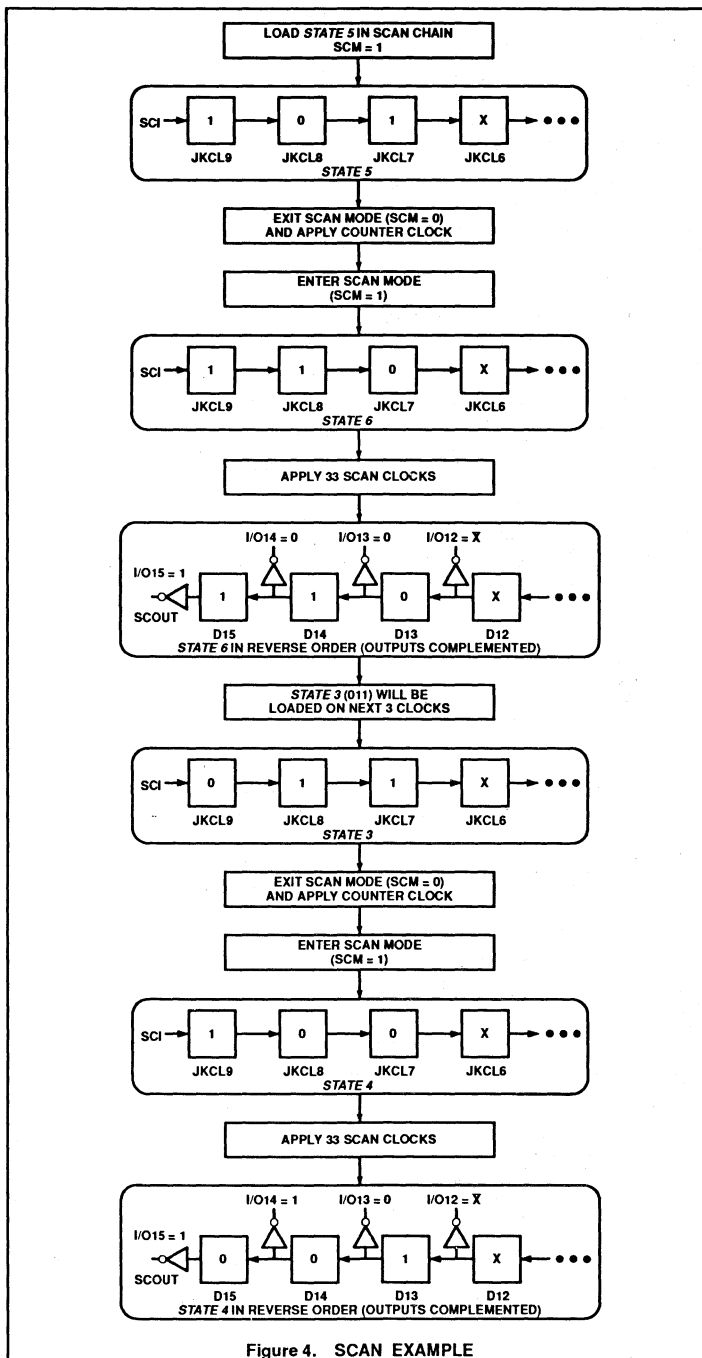 LOAD STATE 5 IN SCAN CHAIN
SCM = 1
SCI 1 0 1 X
JKCL9 JKCL8 JKCL7 JKCL6
STATE 5
EXIT SCAN MODE (SCM = 0)
AND APPLY COUNTER CLOCK
ENTER SCAN MODE
(SCM = 1)
SCI 1 1 0 X
JKCL9 JKCL8 JKCL7 JKCL6
STATE 6
APPLY 33 SCAN CLOCKS
I/O14 = 0 I/O13 = 0 I/O12 = X̅
I/O15 = 1
1 1 0 X
SCOUT
D15 D14 D13 D12
STATE 6 IN REVERSE ORDER (OUTPUTS COMPLEMENTED)
STATE 3 (011) WILL BE
LOADED ON NEXT 3 CLOCKS
SCI 0 1 1 X
JKCL9 JKCL8 JKCL7 JKCL6
STATE 3
EXIT SCAN MODE (SCM = 0)
AND APPLY COUNTER CLOCK
ENTER SCAN MODE
(SCM = 1)
SCI 1 0 0 X
JKCL9 JKCL8 JKCL7 JKCL6
STATE 4
APPLY 33 SCAN CLOCKS
I/O14 = 1 I/O13 = 0 I/O12 = X̅
I/O15 = 1
0 0 1 X
SCOUT
D15 D14 D13 D12
STATE 4 IN REVERSE ORDER (OUTPUTS COMPLEMENTED)
Figure 4. SCAN EXAMPLE